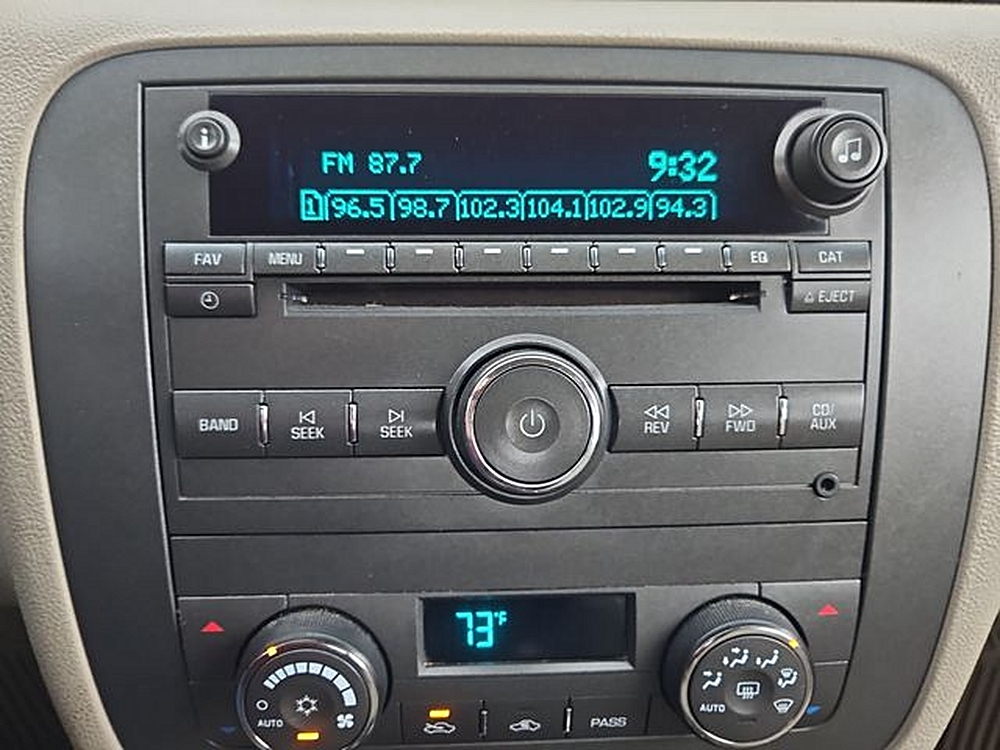 i
FM 87.7 9:32
1 96.5 98.7 102.3 104.1 102.9 94.3
FAV MENU EQ CAT
EJECT
BAND SEEK SEEK REV FWD CD/AUX
73°F
AUTO AUTO
PASS